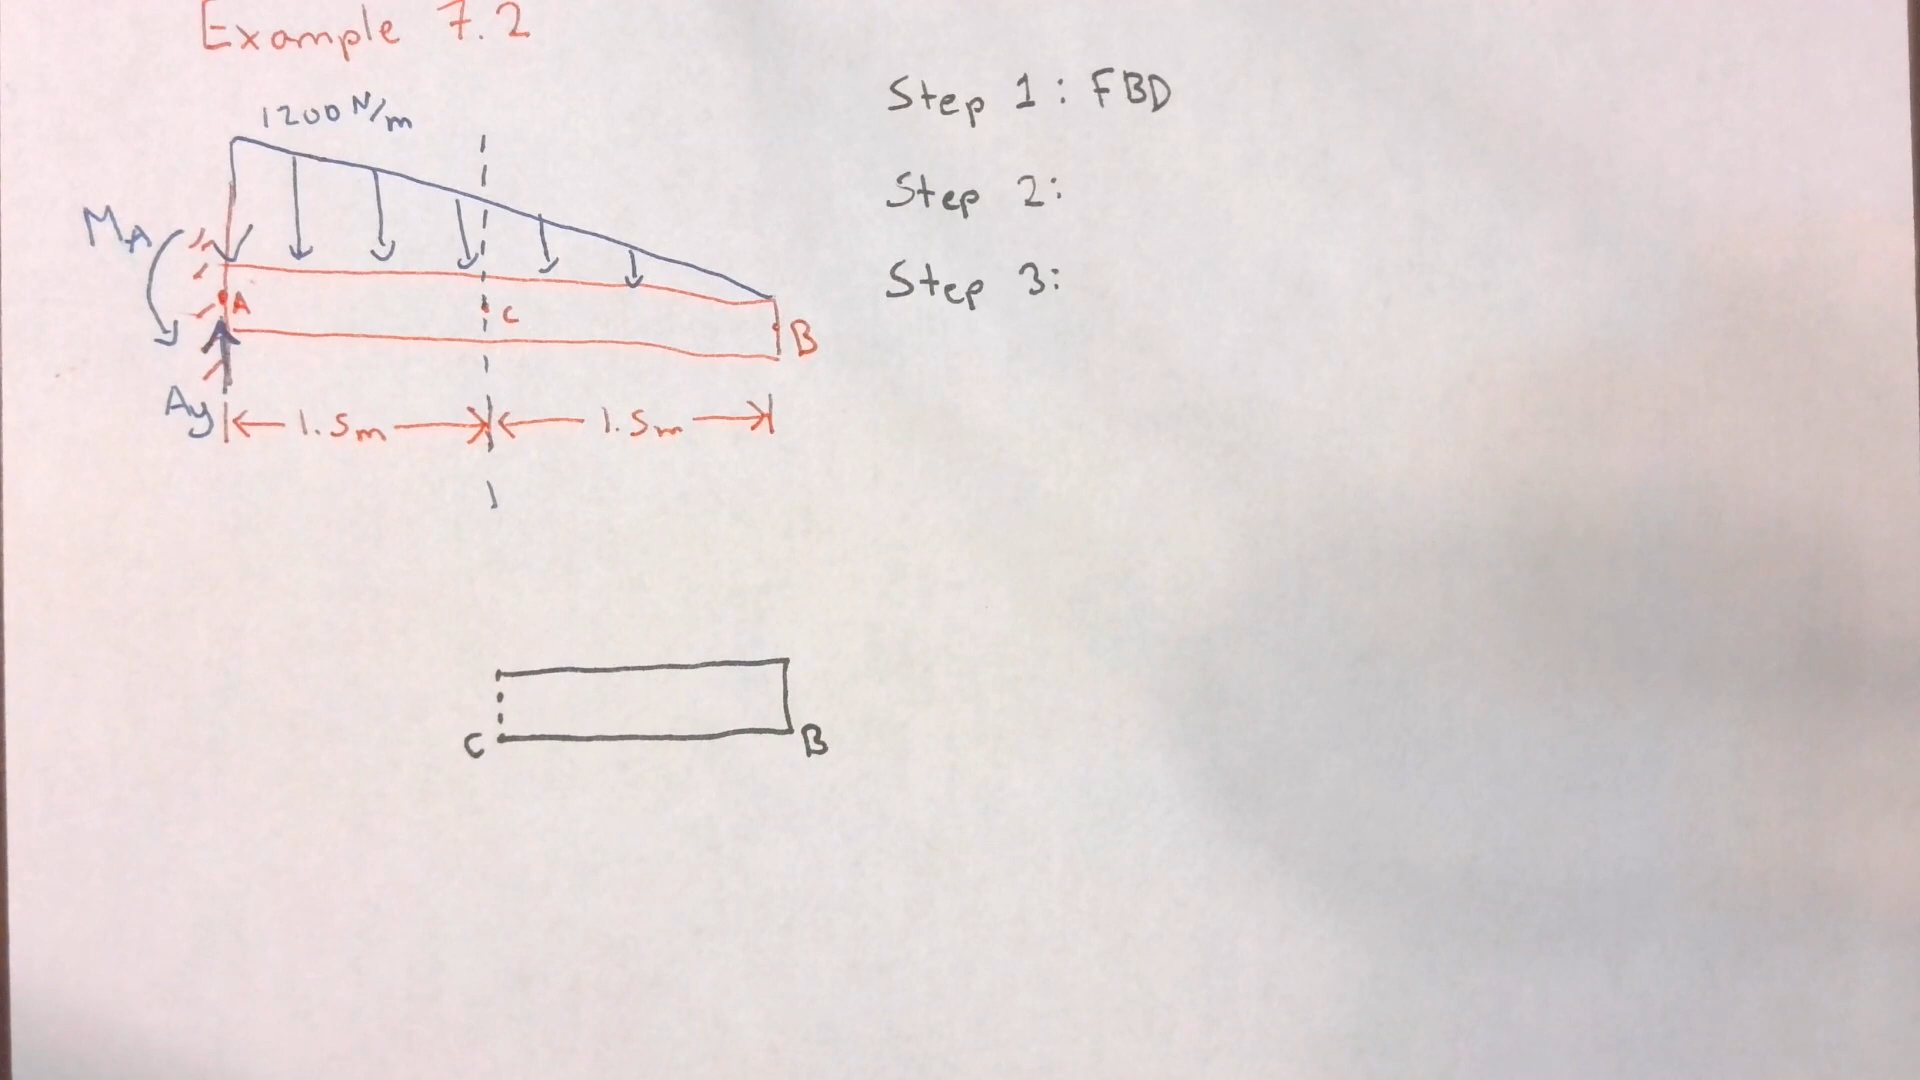 Example 7.2
1200 N/m
MA
A
C
B
Ay
1.5m
1.5m
Step 1: FBD
Step 2:
Step 3:
C
B